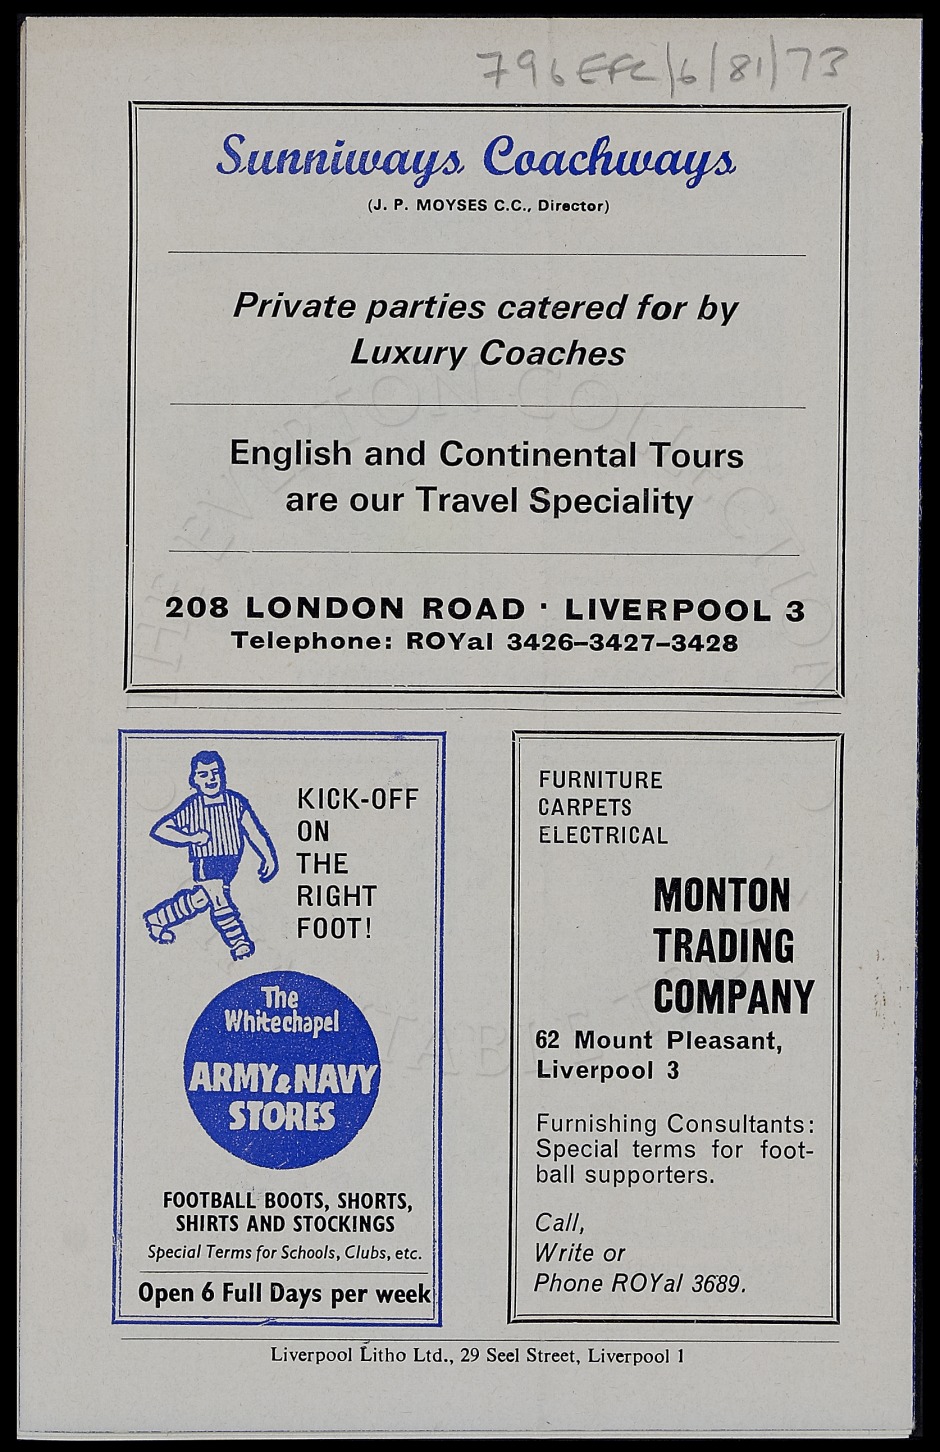 796EFC/6/81/73
Sunniways Coachways
(J. P. MOYSES C.C., Director)
Private parties catered for by
Luxury Coaches
English and Continental Tours
are our Travel Speciality
208 LONDON ROAD · LIVERPOOL 3
Telephone: ROYal 3426–3427–3428
KICK-OFF
ON
THE
RIGHT
FOOT!
The
Whitechapel
ARMY & NAVY
STORES
FOOTBALL BOOTS, SHORTS,
SHIRTS AND STOCKINGS
Special Terms for Schools, Clubs, etc.
Open 6 Full Days per week
FURNITURE
CARPETS
ELECTRICAL
MONTON
TRADING
COMPANY
62 Mount Pleasant,
Liverpool 3
Furnishing Consultants:
Special terms for foot-
ball supporters.
Call,
Write or
Phone ROYal 3689.
Liverpool Litho Ltd., 29 Seel Street, Liverpool 1
THE EVERTON COLLECTION